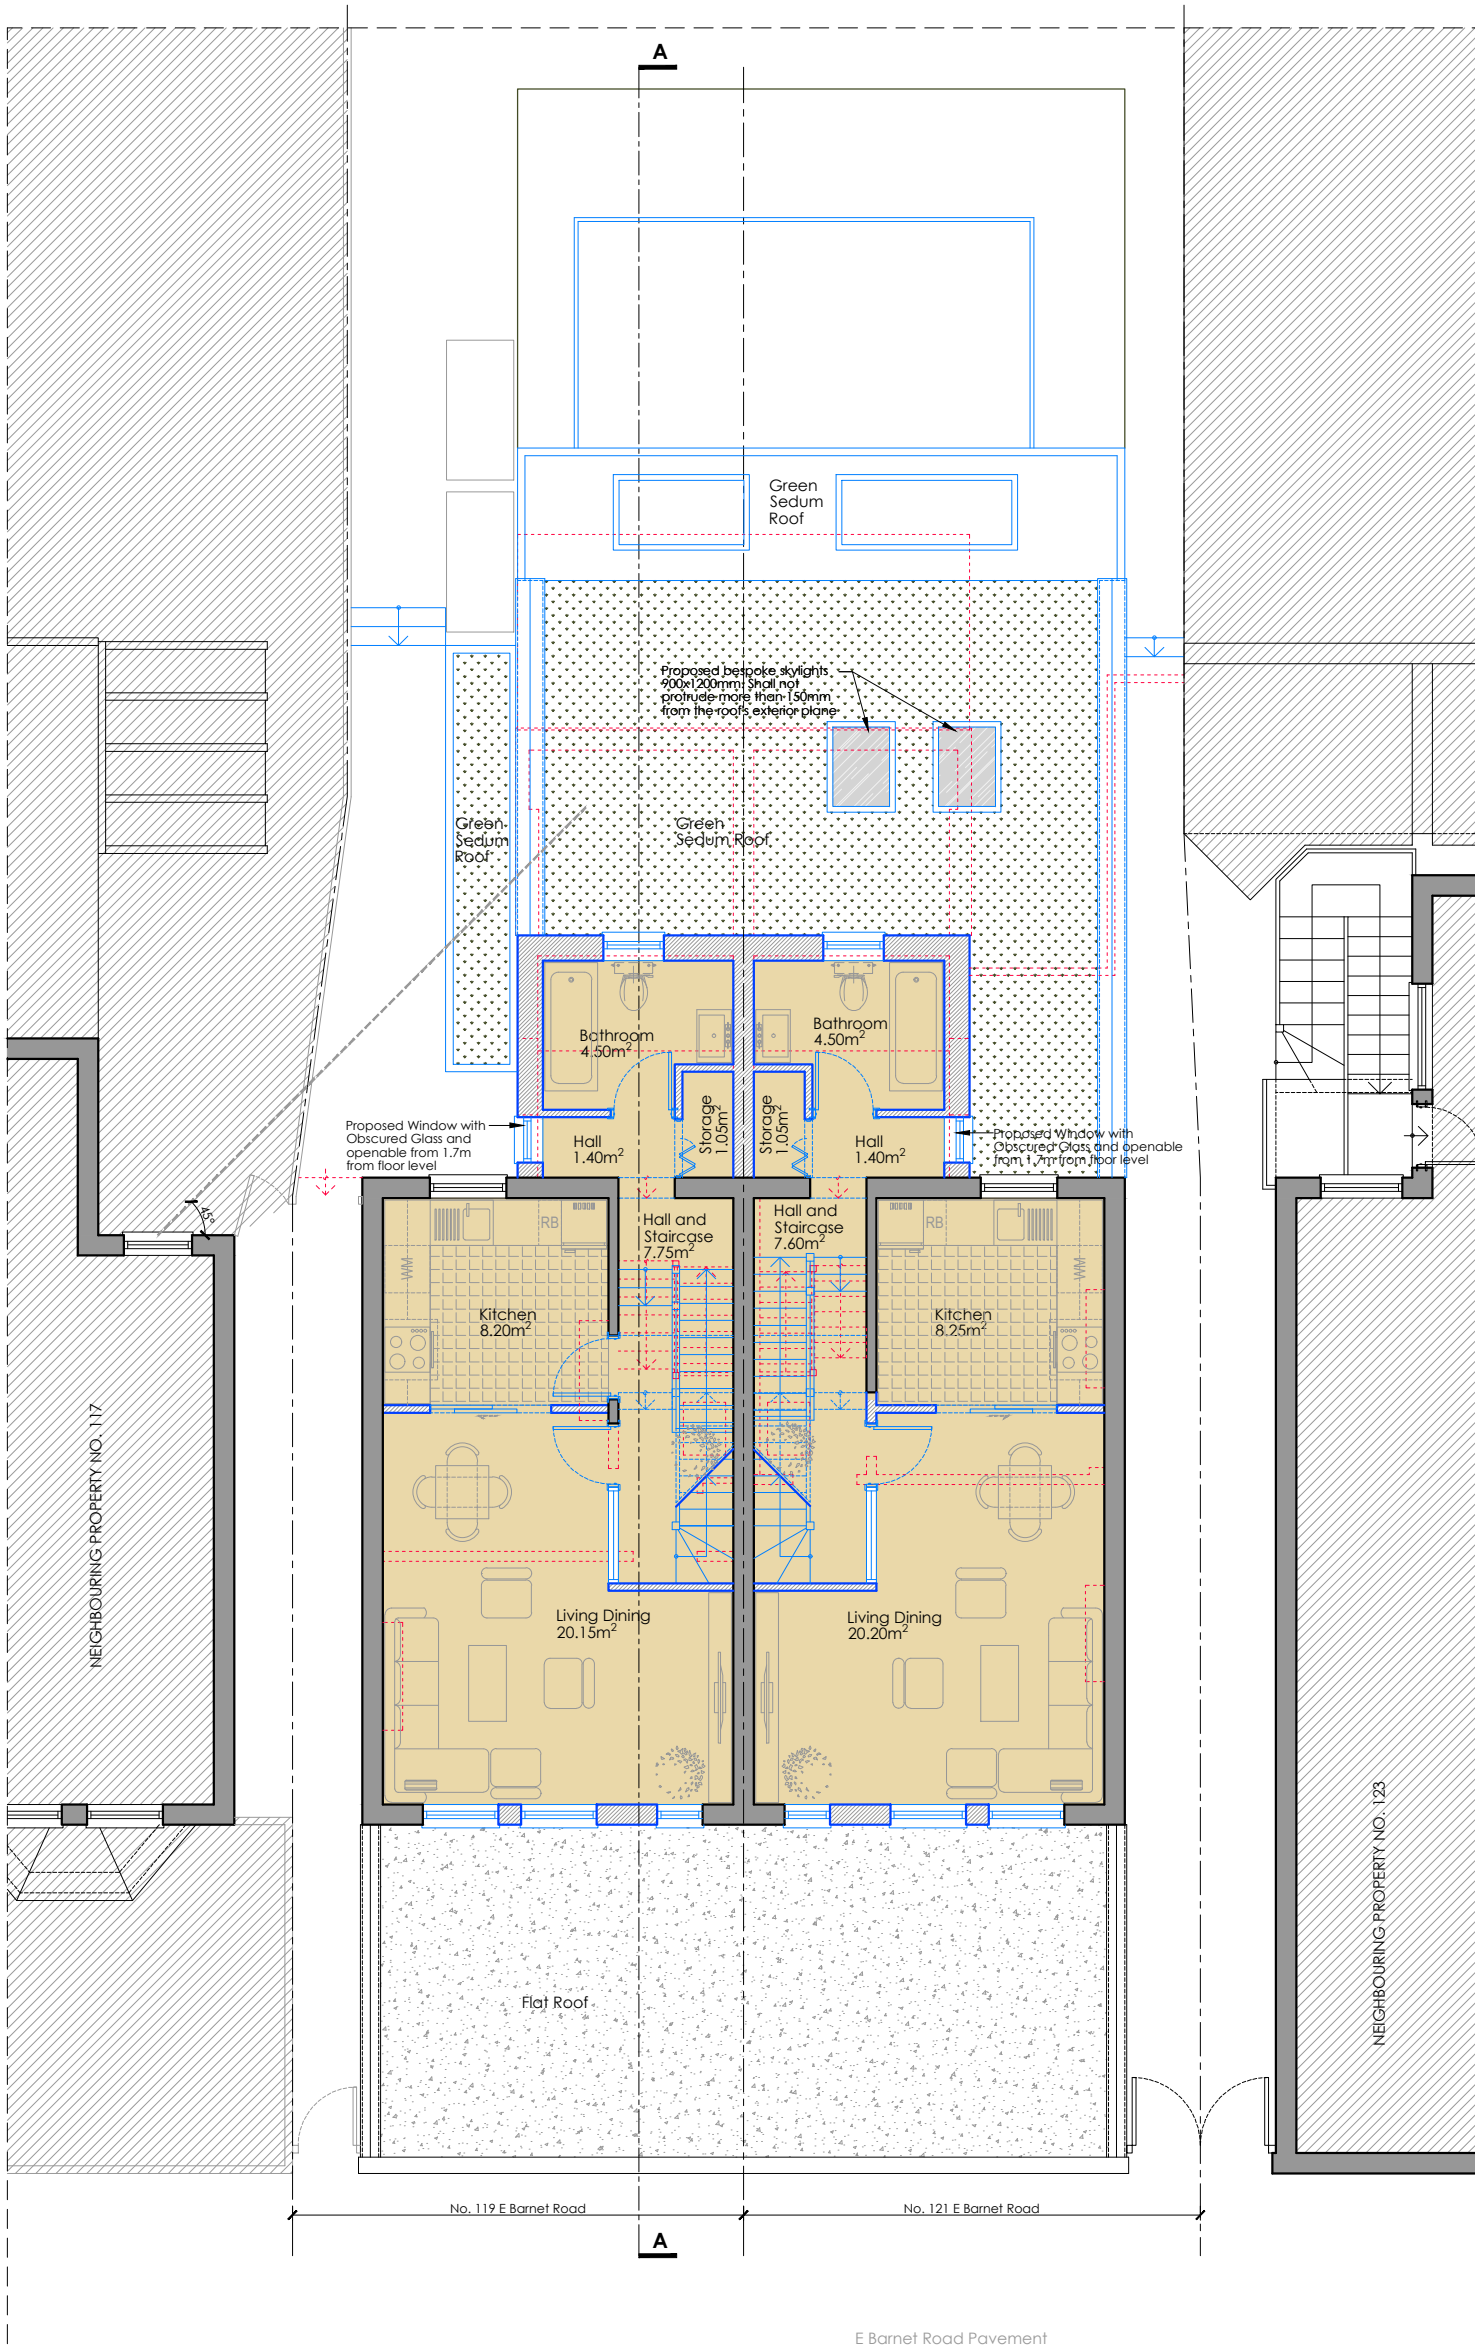 A
Green
Sedum
Roof
Proposed bespoke skylights
900x1200mm. Shall not
protrude more than 150mm
from the roof's exterior plane
Green
Sedum
Roof
Green
Sedum Roof
Bathroom
4.50m²
Bathroom
4.50m²
Proposed Window with
Obscured Glass and
openable from 1.7m
from floor level
Hall
1.40m²
Storage
1.05m²
Storage
1.05m²
Hall
1.40m²
Proposed Window with
Obscured Glass and openable
from 1.7m from floor level
45°
RB
WM
Hall and
Staircase
7.75m²
Hall and
Staircase
7.60m²
RB
WM
Kitchen
8.20m²
Kitchen
8.25m²
NEIGHBOURING PROPERTY NO. 117
Living Dining
20.15m²
Living Dining
20.20m²
NEIGHBOURING PROPERTY NO. 123
Flat Roof
No. 119 E Barnet Road
No. 121 E Barnet Road
A
E Barnet Road Pavement